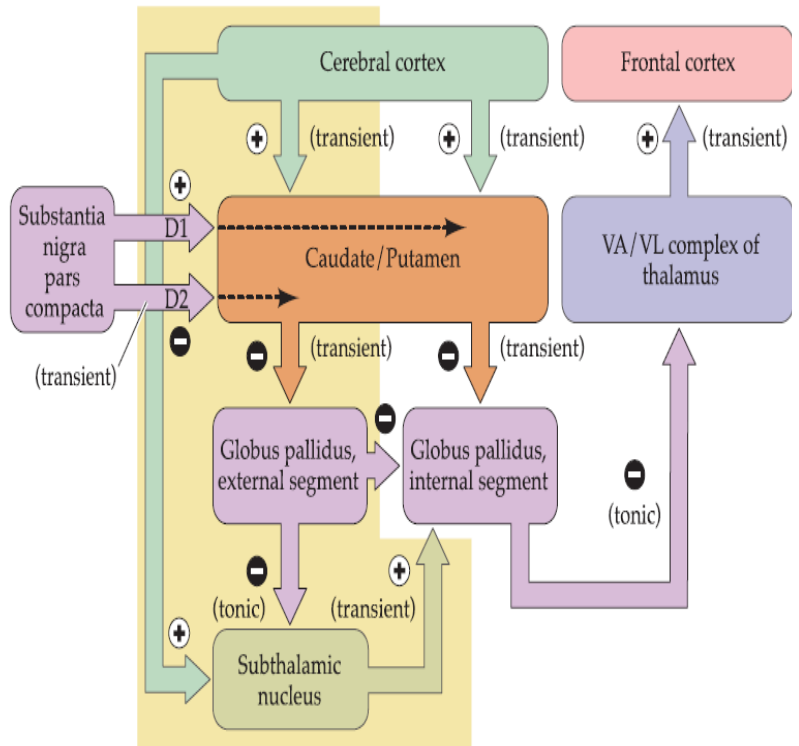 Cerebral cortex
Frontal cortex
+
(transient)
+
(transient)
+
(transient)
+
Substantia
nigra
pars
compacta
D1
D2
−
(transient)
Caudate/Putamen
VA/VL complex of
thalamus
−
(transient)
−
(transient)
Globus pallidus,
external segment
−
Globus pallidus,
internal segment
−
(tonic)
−
(tonic)
+
(transient)
+
Subthalamic
nucleus